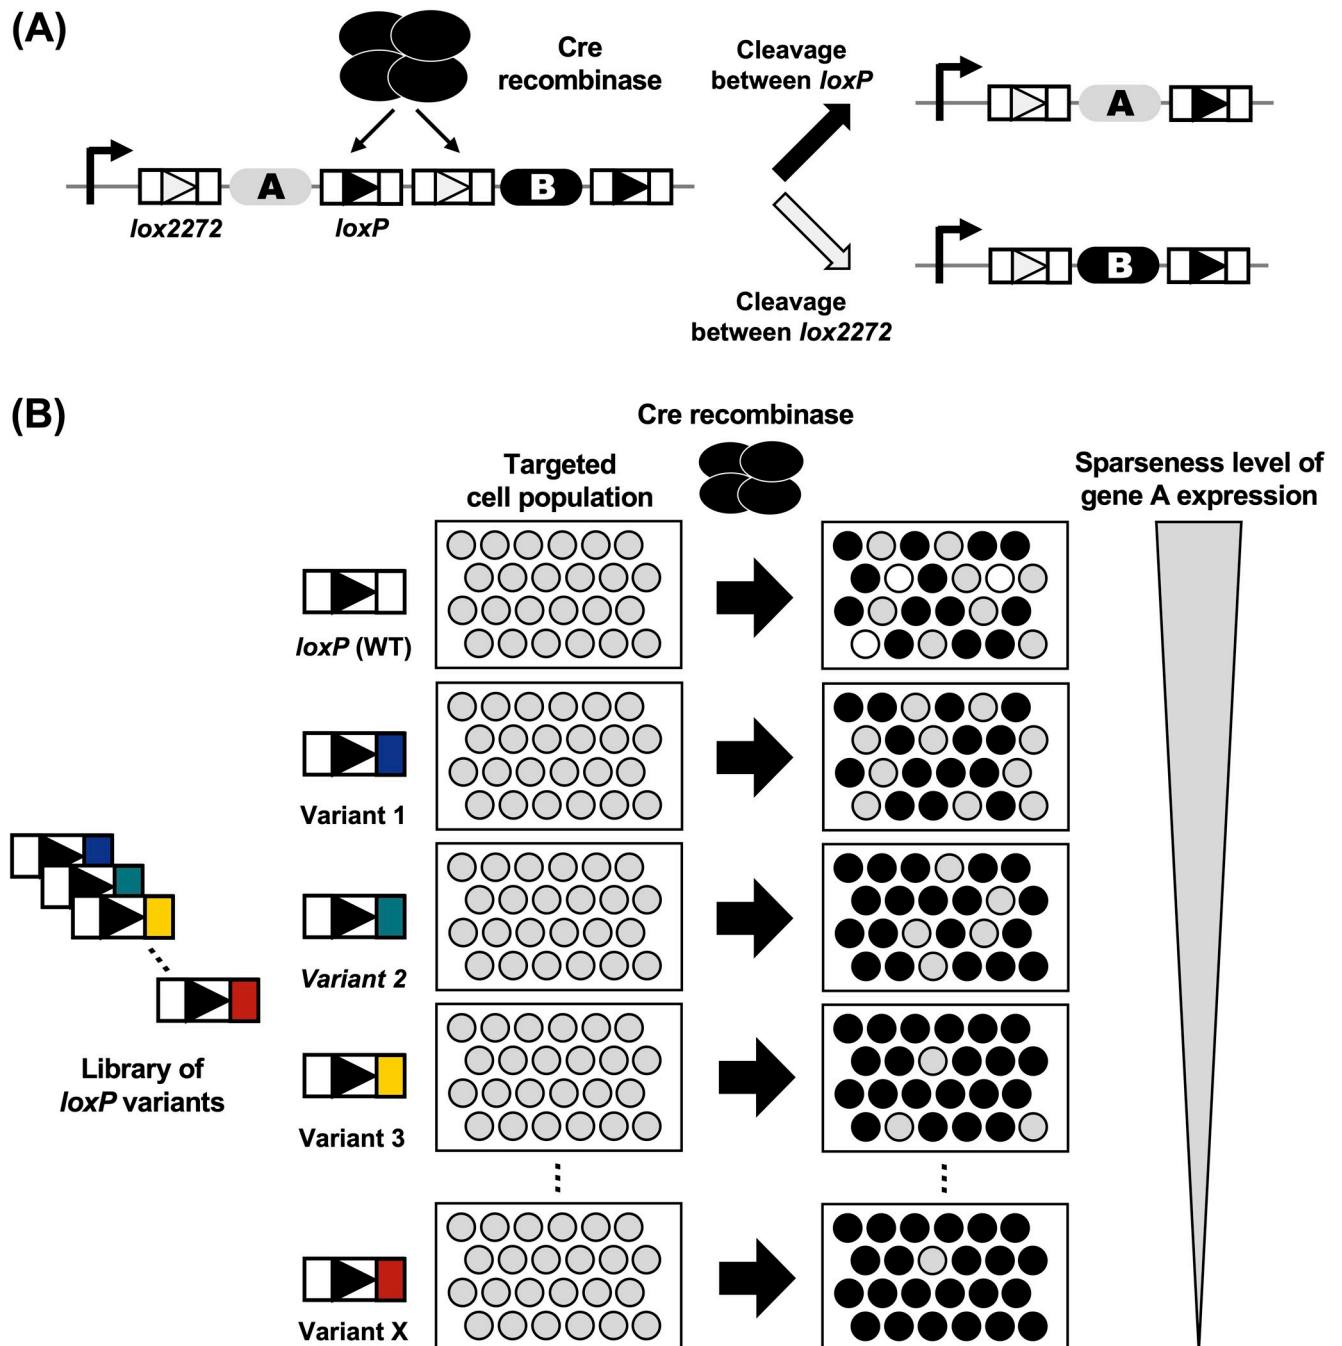 (A)
Cre
recombinase
Cleavage
between loxP
A
A
B
lox2272
loxP
B
Cleavage
between lox2272
(B)
Cre recombinase
Targeted
cell population
Sparseness level of
gene A expression
loxP (WT)
Variant 1
Variant 2
Library of
loxP variants
Variant 3
Variant X